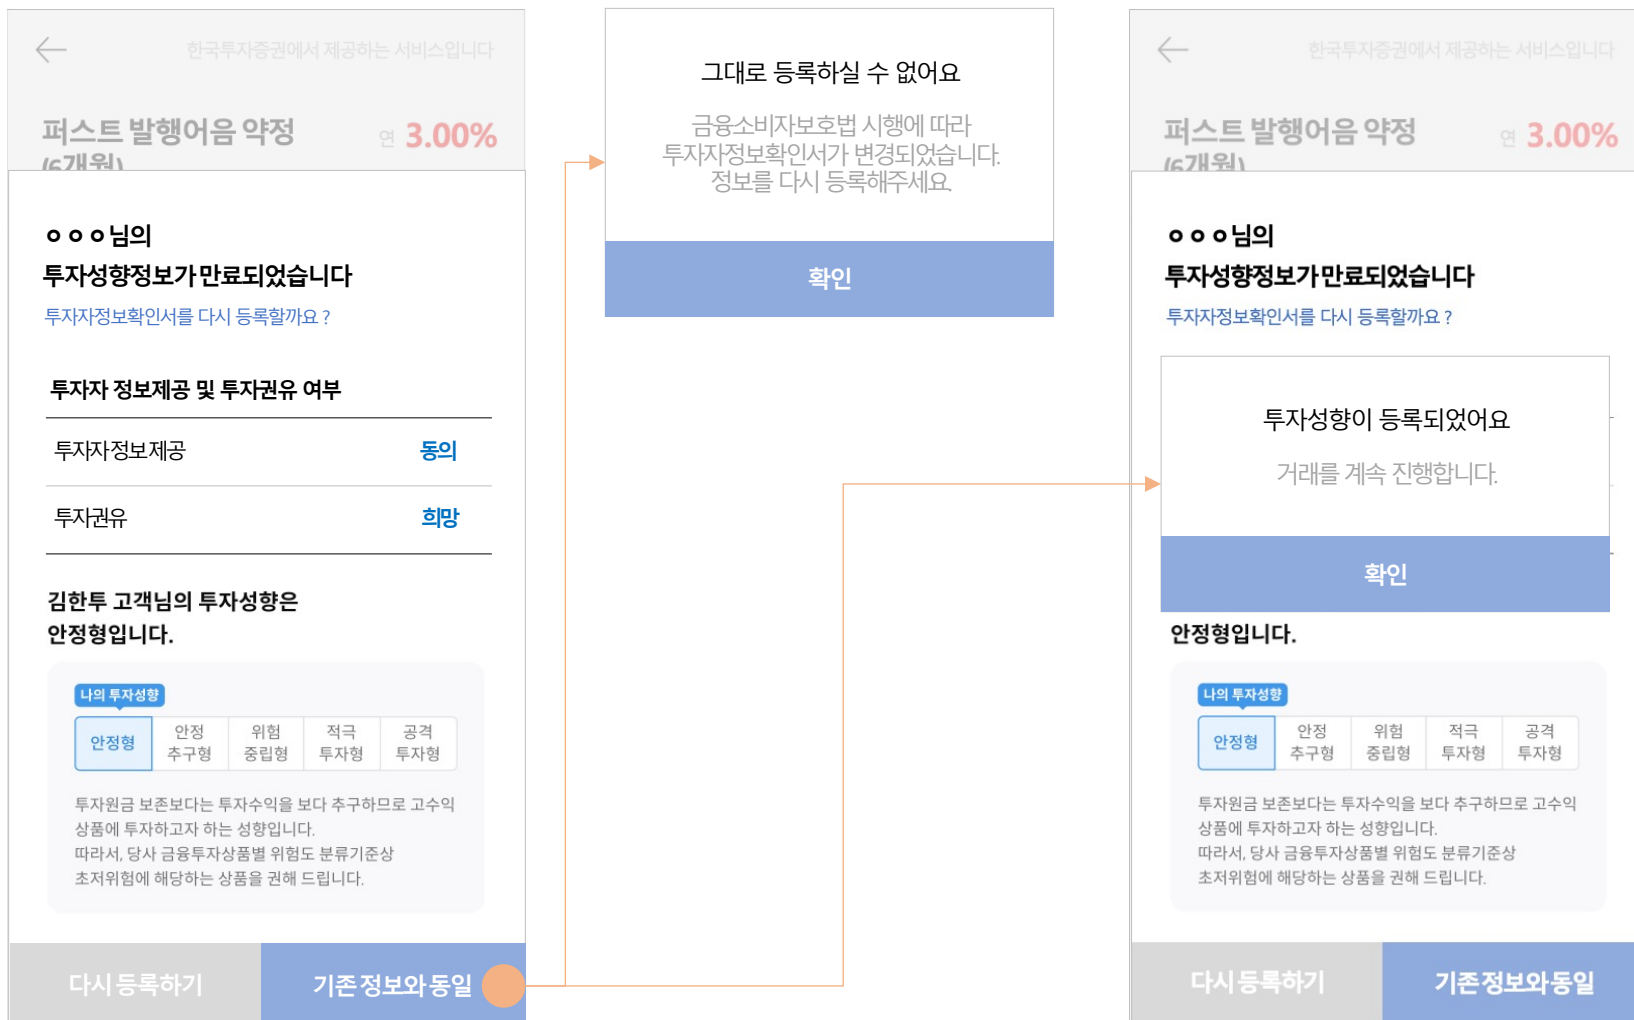 한국투자증권에서 제공하는 서비스입니다
퍼스트 발행어음 약정 연 3.00%
(6개월)
ㅇㅇㅇ님의
투자성향정보가 만료되었습니다
투자자정보확인서를 다시 등록할까요 ?
투자자 정보제공 및 투자권유 여부
투자자정보제공 동의
투자권유 희망
김한투 고객님의 투자성향은
안정형입니다.
나의 투자성향
안정형 안정 추구형 위험 중립형 적극 투자형 공격 투자형
투자원금 보존보다는 투자수익을 보다 추구하므로 고수익
상품에 투자하고자 하는 성향입니다.
따라서, 당사 금융투자상품별 위험도 분류기준상
초저위험에 해당하는 상품을 권해 드립니다.
다시 등록하기 기존 정보와 동일
그대로 등록하실 수 없어요
금융소비자보호법 시행에 따라
투자자정보확인서가 변경되었습니다.
정보를 다시 등록해주세요.
확인
한국투자증권에서 제공하는 서비스입니다
퍼스트 발행어음 약정 연 3.00%
(6개월)
ㅇㅇㅇ님의
투자성향정보가 만료되었습니다
투자자정보확인서를 다시 등록할까요 ?
투자성향이 등록되었어요
거래를 계속 진행합니다.
확인
안정형입니다.
나의 투자성향
안정형 안정 추구형 위험 중립형 적극 투자형 공격 투자형
투자원금 보존보다는 투자수익을 보다 추구하므로 고수익
상품에 투자하고자 하는 성향입니다.
따라서, 당사 금융투자상품별 위험도 분류기준상
초저위험에 해당하는 상품을 권해 드립니다.
다시 등록하기 기존 정보와 동일